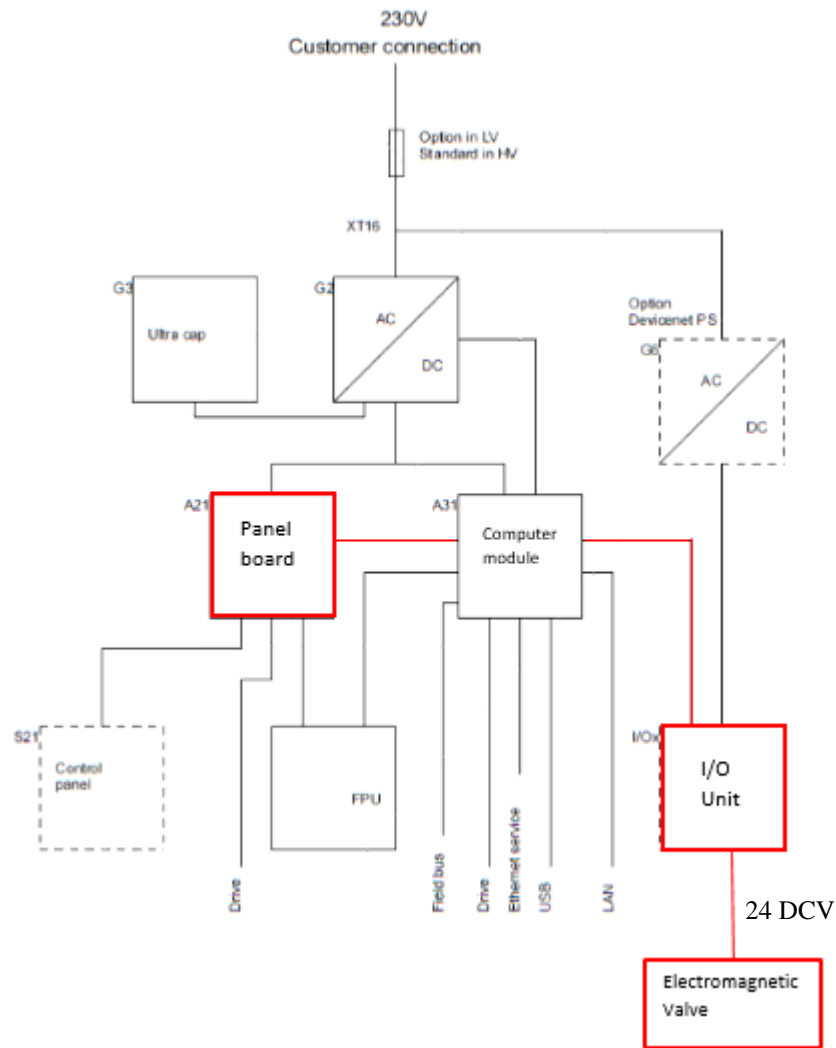 230V
Customer connection
Option in LV
Standard in HV
XT16
G3
Ultra cap
G2
AC
DC
Option
Devicenet PS
G6
AC
DC
A21
Panel
board
A31
Computer
module
S21
Control
panel
FPU
I/Ox
I/O
Unit
Drive
Field bus
Drive
Ethernet service
USB
LAN
24 DCV
Electromagnetic
Valve